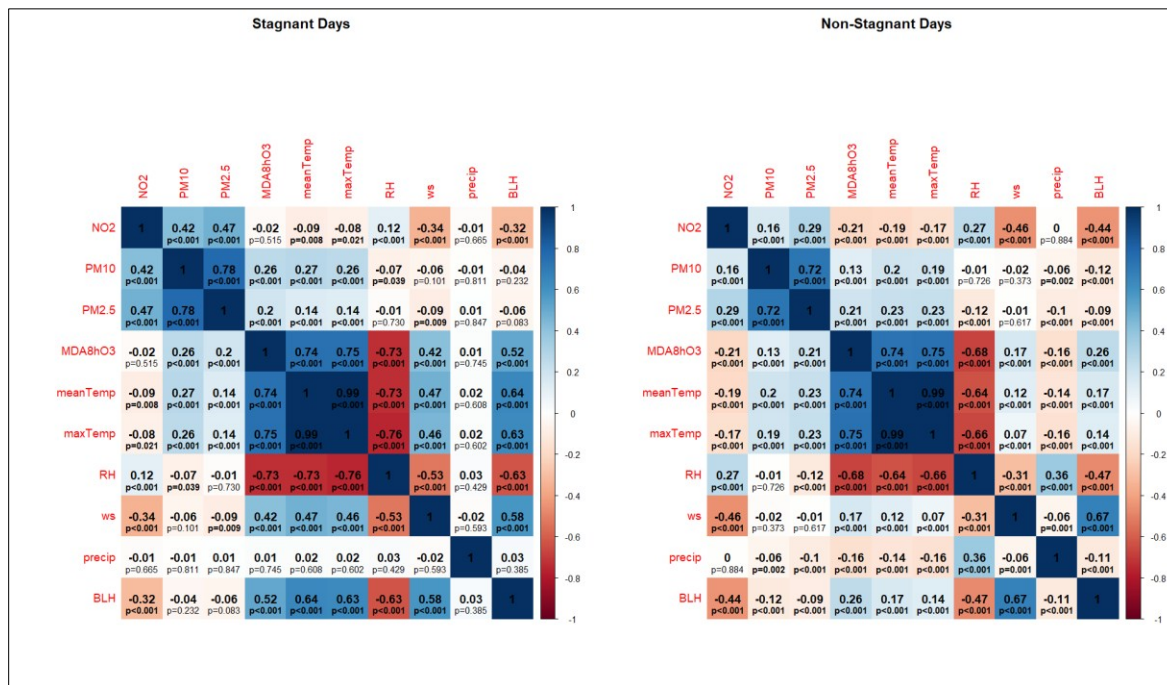 Stagnant Days
NO2 PM10 PM2.5 MDA8hO3 meanTemp maxTemp RH ws precip BLH
NO2 1 0.42 0.47 -0.02 -0.09 -0.08 0.12 -0.34 -0.01 -0.32
p<0.001 p<0.001 p=0.515 p=0.008 p=0.021 p<0.001 p<0.001 p=0.665 p<0.001
PM10 0.42 1 0.78 0.26 0.27 0.26 -0.07 -0.06 -0.01 -0.04
p<0.001 p<0.001 p<0.001 p<0.001 p<0.001 p=0.039 p=0.101 p=0.811 p=0.232
PM2.5 0.47 0.78 1 0.2 0.14 0.14 -0.01 -0.09 0.01 -0.06
p<0.001 p<0.001 p<0.001 p<0.001 p<0.001 p=0.730 p=0.009 p=0.847 p=0.083
MDA8hO3 -0.02 0.26 0.2 1 0.74 0.75 -0.73 0.42 0.01 0.52
p=0.515 p<0.001 p<0.001 p<0.001 p<0.001 p<0.001 p<0.001 p=0.745 p<0.001
meanTemp -0.09 0.27 0.14 0.74 1 0.99 -0.73 0.47 0.02 0.64
p=0.008 p<0.001 p<0.001 p<0.001 p<0.001 p<0.001 p<0.001 p=0.608 p<0.001
maxTemp -0.08 0.26 0.14 0.75 0.99 1 -0.76 0.46 0.02 0.63
p=0.021 p<0.001 p<0.001 p<0.001 p<0.001 p<0.001 p<0.001 p=0.602 p<0.001
RH 0.12 -0.07 -0.01 -0.73 -0.73 -0.76 1 -0.53 0.03 -0.63
p<0.001 p=0.039 p=0.730 p<0.001 p<0.001 p<0.001 p<0.001 p=0.429 p<0.001
ws -0.34 -0.06 -0.09 0.42 0.47 0.46 -0.53 1 -0.02 0.58
p<0.001 p=0.101 p=0.009 p<0.001 p<0.001 p<0.001 p<0.001 p=0.593 p<0.001
precip -0.01 -0.01 0.01 0.01 0.02 0.02 0.03 -0.02 1 0.03
p=0.665 p=0.811 p=0.847 p=0.745 p=0.608 p=0.602 p=0.429 p=0.593 p=0.385
BLH -0.32 -0.04 -0.06 0.52 0.64 0.63 -0.63 0.58 0.03 1
p<0.001 p=0.232 p=0.083 p<0.001 p<0.001 p<0.001 p<0.001 p<0.001 p=0.385
1
0.8
0.6
0.4
0.2
0
-0.2
-0.4
-0.6
-0.8
-1
Non-Stagnant Days
NO2 PM10 PM2.5 MDA8hO3 meanTemp maxTemp RH ws precip BLH
NO2 1 0.16 0.29 -0.21 -0.19 -0.17 0.27 -0.46 0 -0.44
p<0.001 p<0.001 p<0.001 p<0.001 p<0.001 p<0.001 p<0.001 p=0.884 p<0.001
PM10 0.16 1 0.72 0.13 0.2 0.19 -0.01 -0.02 -0.06 -0.12
p<0.001 p<0.001 p<0.001 p<0.001 p<0.001 p=0.726 p=0.373 p=0.002 p<0.001
PM2.5 0.29 0.72 1 0.21 0.23 0.23 -0.12 -0.01 -0.1 -0.09
p<0.001 p<0.001 p<0.001 p<0.001 p<0.001 p<0.001 p=0.617 p<0.001 p<0.001
MDA8hO3 -0.21 0.13 0.21 1 0.74 0.75 -0.68 0.17 -0.16 0.26
p<0.001 p<0.001 p<0.001 p<0.001 p<0.001 p<0.001 p<0.001 p<0.001 p<0.001
meanTemp -0.19 0.2 0.23 0.74 1 0.99 -0.64 0.12 -0.14 0.17
p<0.001 p<0.001 p<0.001 p<0.001 p<0.001 p<0.001 p<0.001 p<0.001 p<0.001
maxTemp -0.17 0.19 0.23 0.75 0.99 1 -0.66 0.07 -0.16 0.14
p<0.001 p<0.001 p<0.001 p<0.001 p<0.001 p<0.001 p<0.001 p<0.001 p<0.001
RH 0.27 -0.01 -0.12 -0.68 -0.64 -0.66 1 -0.31 0.36 -0.47
p<0.001 p=0.726 p<0.001 p<0.001 p<0.001 p<0.001 p<0.001 p<0.001 p<0.001
ws -0.46 -0.02 -0.01 0.17 0.12 0.07 -0.31 1 -0.06 0.67
p<0.001 p=0.373 p=0.617 p<0.001 p<0.001 p<0.001 p<0.001 p=0.001 p<0.001
precip 0 -0.06 -0.1 -0.16 -0.14 -0.16 0.36 -0.06 1 -0.11
p=0.884 p=0.002 p<0.001 p<0.001 p<0.001 p<0.001 p<0.001 p=0.001 p<0.001
BLH -0.44 -0.12 -0.09 0.26 0.17 0.14 -0.47 0.67 -0.11 1
p<0.001 p<0.001 p<0.001 p<0.001 p<0.001 p<0.001 p<0.001 p<0.001 p<0.001
1
0.8
0.6
0.4
0.2
0
-0.2
-0.4
-0.6
-0.8
-1